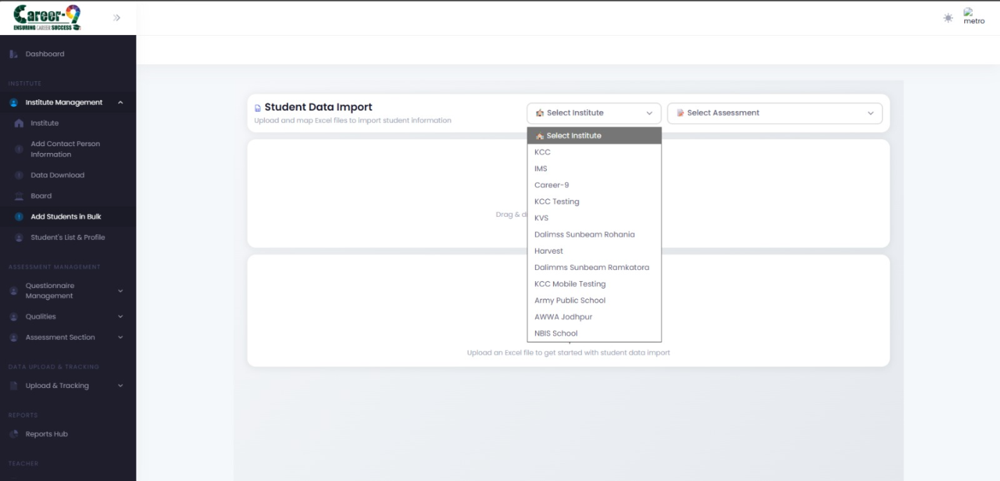 Career-9
ENSURING CAREER SUCCESS
metro
Dashboard
INSTITUTE
Institute Management
Institute
Add Contact Person
Information
Data Download
Board
Add Students in Bulk
Student's List & Profile
ASSESSMENT MANAGEMENT
Questionnaire
Management
Qualities
Assessment Section
DATA UPLOAD & TRACKING
Upload & Tracking
REPORTS
Reports Hub
TEACHER
Student Data Import
Upload and map Excel files to import student information
Select Institute
Select Assessment
Select Institute
KCC
IMS
Career-9
KCC Testing
KVS
Dalimss Sunbeam Rohania
Harvest
Dalimms Sunbeam Ramkatora
KCC Mobile Testing
Army Public School
AWWA Jodhpur
NBIS School
Drag & d
Upload an Excel file to get started with student data import